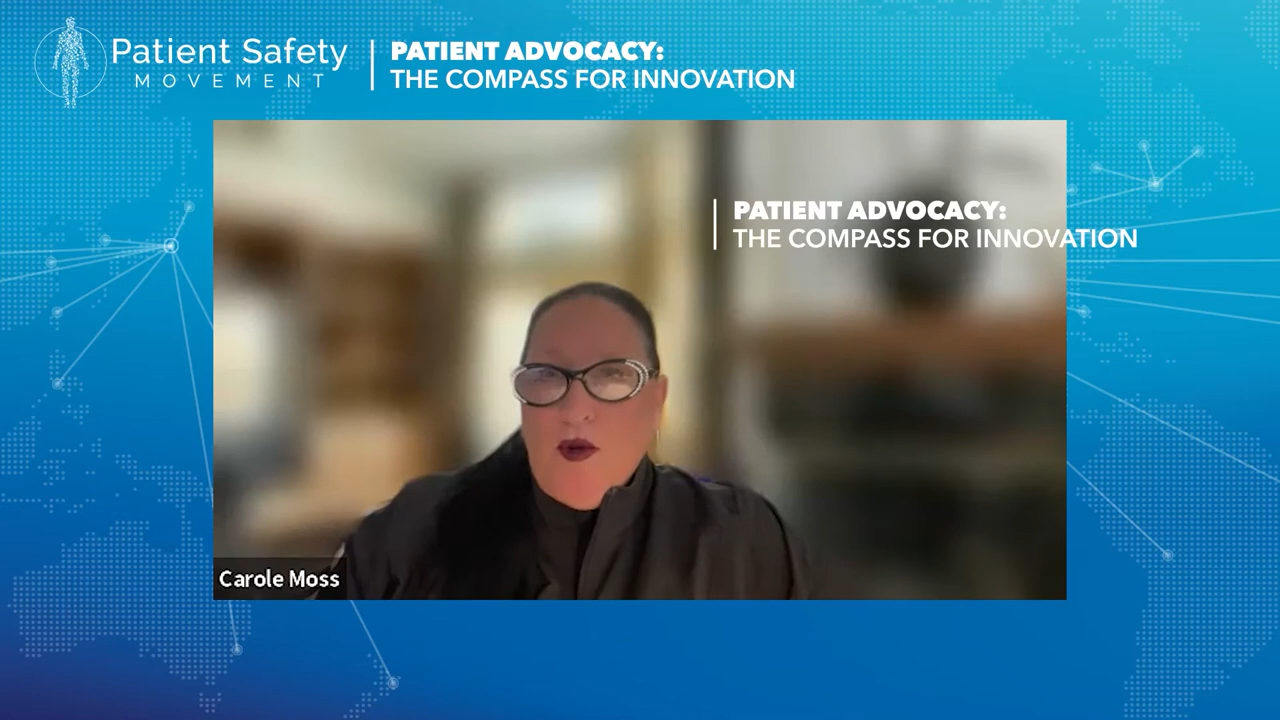 Patient Safety
MOVEMENT
PATIENT ADVOCACY:
THE COMPASS FOR INNOVATION
PATIENT ADVOCACY:
THE COMPASS FOR INNOVATION
Carole Moss